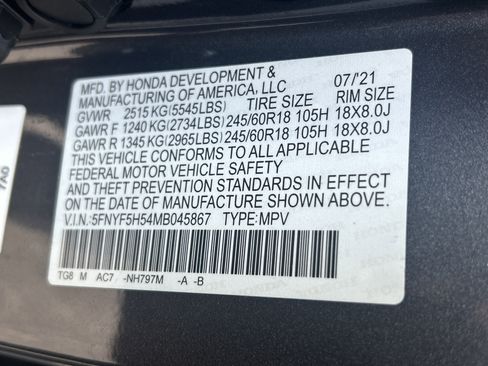 MFD. BY HONDA DEVELOPMENT & 07/'21
MANUFACTURING OF AMERICA, LLC
GVWR 2515 KG(5545LBS) TIRE SIZE RIM SIZE
GAWR F 1240 KG(2734LBS) 245/60R18 105H 18X8.0J
GAWR R 1345 KG(2965LBS) 245/60R18 105H 18X8.0J
THIS VEHICLE CONFORMS TO ALL APPLICABLE
FEDERAL MOTOR VEHICLE SAFETY, BUMPER,
AND THEFT PREVENTION STANDARDS IN EFFECT
ON THE DATE OF MANUFACTURE SHOWN ABOVE.
V.I.N.:5FNYF5H54MB045867 TYPE:MPV
TG8 M AC7 -NH797M -A -B